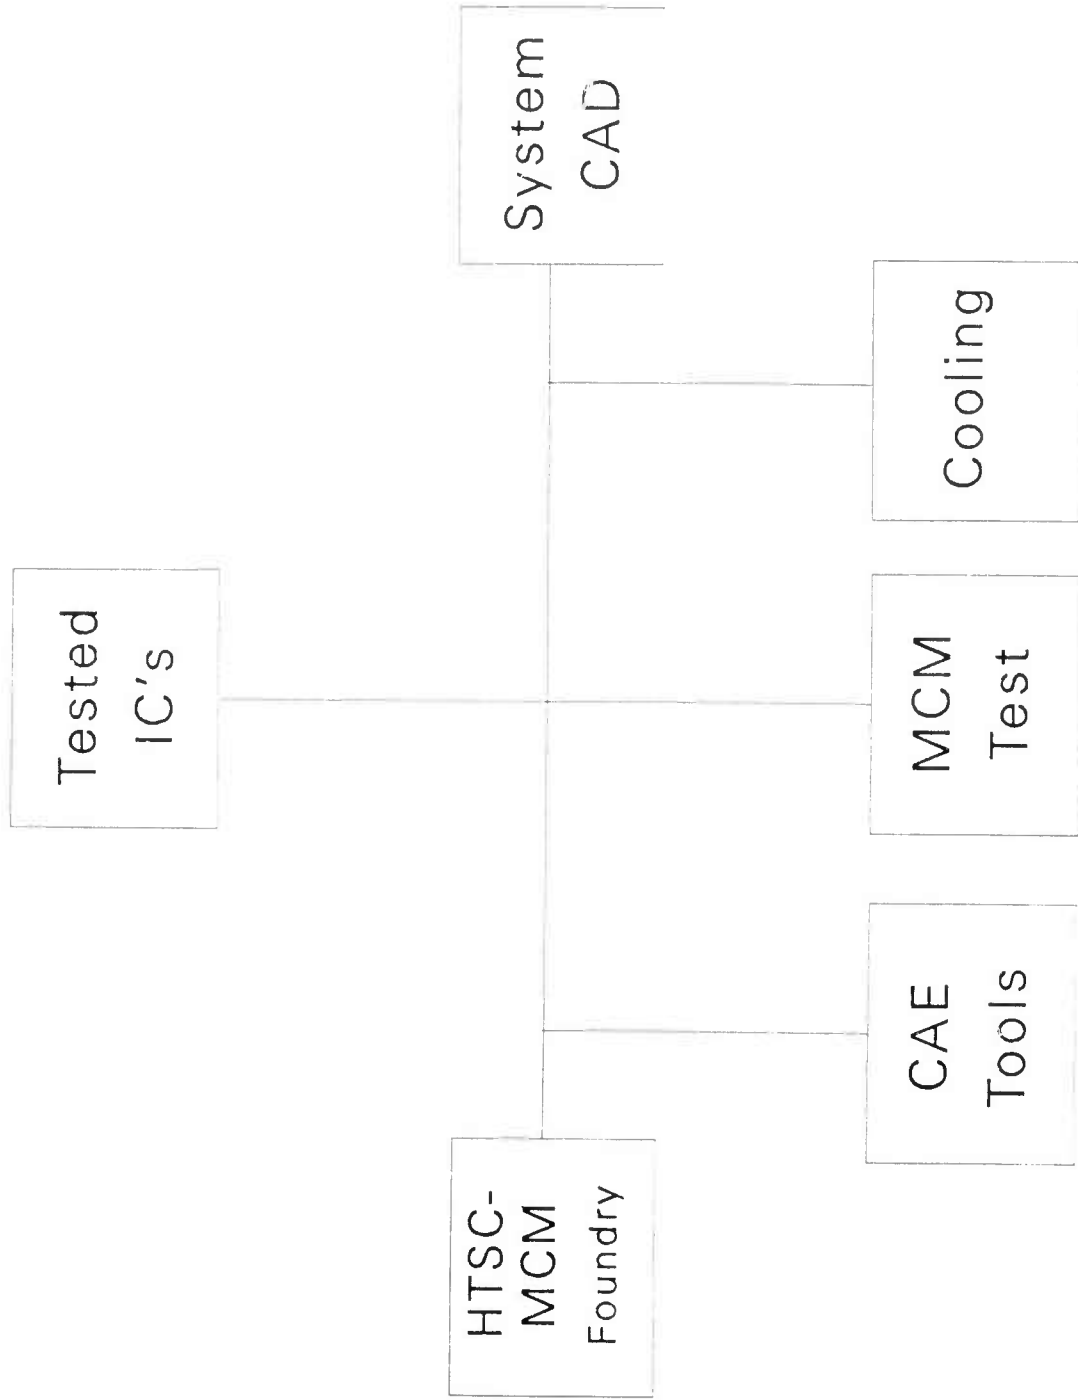 Tested
IC's
HTSC-
MCM
Foundry
System
CAD
CAE
Tools
MCM
Test
Cooling